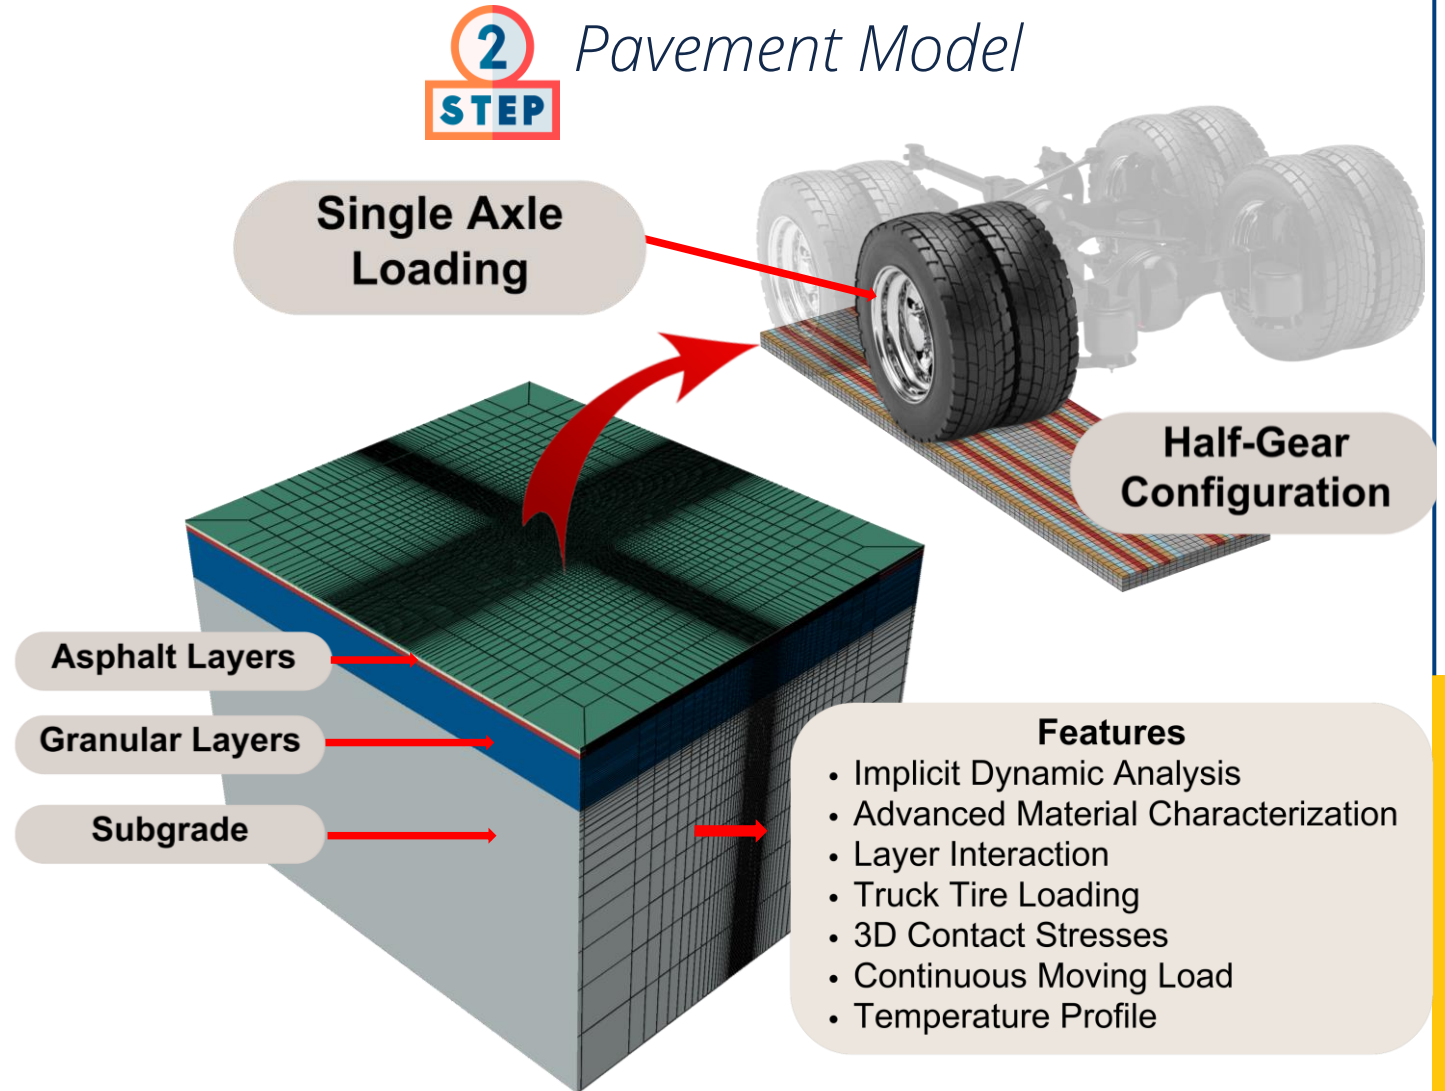 2
STEP
Pavement Model
Single Axle
Loading
Half-Gear
Configuration
Asphalt Layers
Granular Layers
Subgrade
Features
• Implicit Dynamic Analysis
• Advanced Material Characterization
• Layer Interaction
• Truck Tire Loading
• 3D Contact Stresses
• Continuous Moving Load
• Temperature Profile